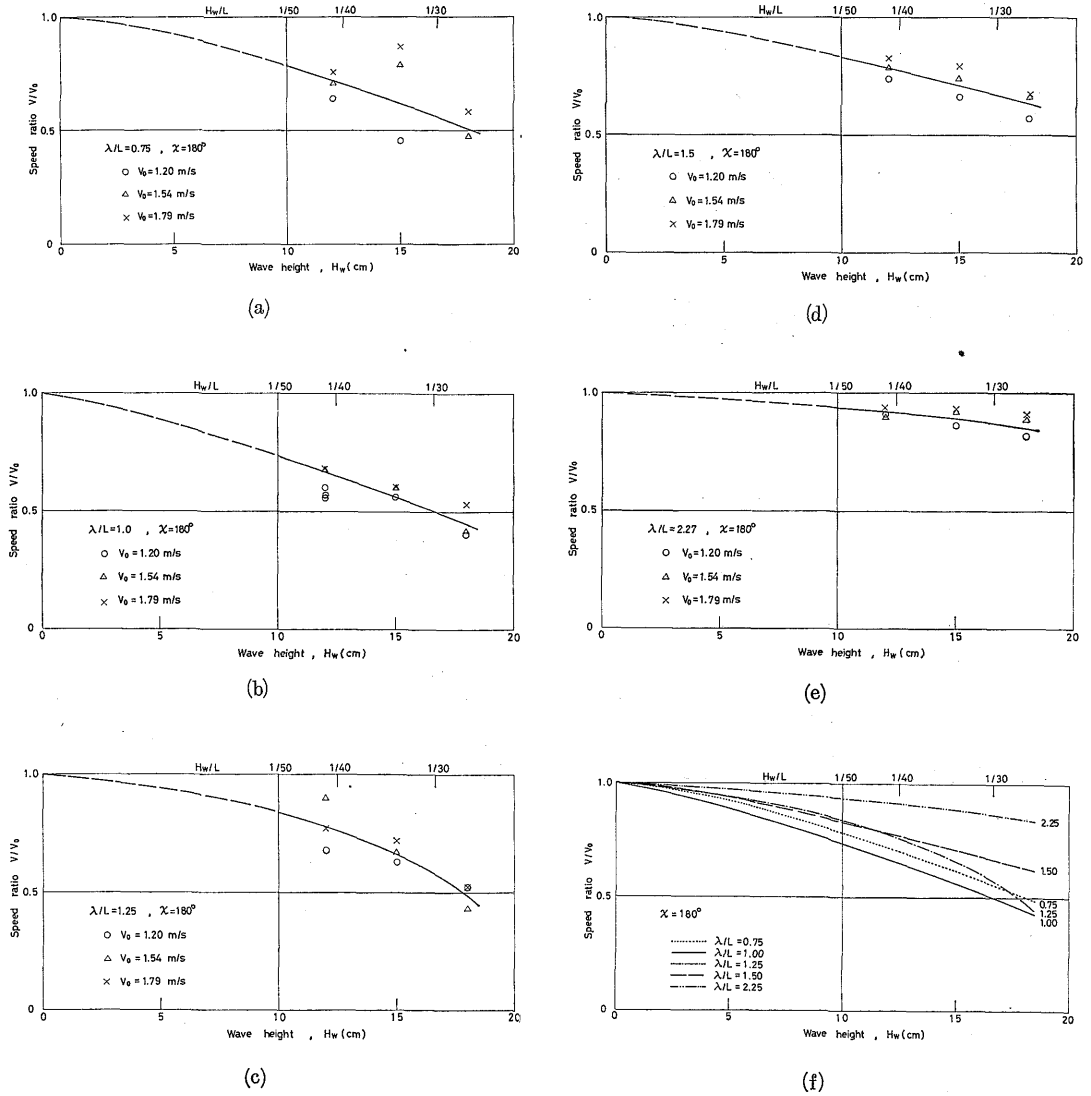 Hw/L 1/50 1/40 1/30
1.0
0.5
0
Speed ratio V/V₀
λ/L=0.75 , χ=180°
○ V₀=1.20 m/s
△ V₀=1.54 m/s
× V₀=1.79 m/s
0 5 10 15 20
Wave height , Hw(cm)
(a)
Hw/L 1/50 1/40 1/30
1.0
0.5
0
Speed ratio V/V₀
λ/L=1.0 , χ=180°
○ V₀=1.20 m/s
△ V₀=1.54 m/s
× V₀=1.79 m/s
0 5 10 15 20
Wave height , Hw(cm)
(b)
Hw/L 1/50 1/40 1/30
1.0
0.5
0
Speed ratio V/V₀
λ/L=1.25 , χ=180°
○ V₀=1.20 m/s
△ V₀=1.54 m/s
× V₀=1.79 m/s
0 5 10 15 20
Wave height , Hw(cm)
(c)
Hw/L 1/50 1/40 1/30
1.0
0.5
0
Speed ratio V/V₀
λ/L=1.5 , χ=180°
○ V₀=1.20 m/s
△ V₀=1.54 m/s
× V₀=1.79 m/s
0 5 10 15 20
Wave height , Hw(cm)
(d)
Hw/L 1/50 1/40 1/30
1.0
0.5
0
Speed ratio V/V₀
λ/L=2.27 , χ=180°
○ V₀=1.20 m/s
△ V₀=1.54 m/s
× V₀=1.79 m/s
0 5 10 15 20
Wave height , Hw(cm)
(e)
Hw/L 1/50 1/40 1/30
1.0
0.5
0
Speed ratio V/V₀
2.25
1.50
0.75
1.25
1.00
χ=180°
λ/L=0.75
λ/L=1.00
λ/L=1.25
λ/L=1.50
λ/L=2.25
0 5 10 15 20
Wave height , Hw(cm)
(f)